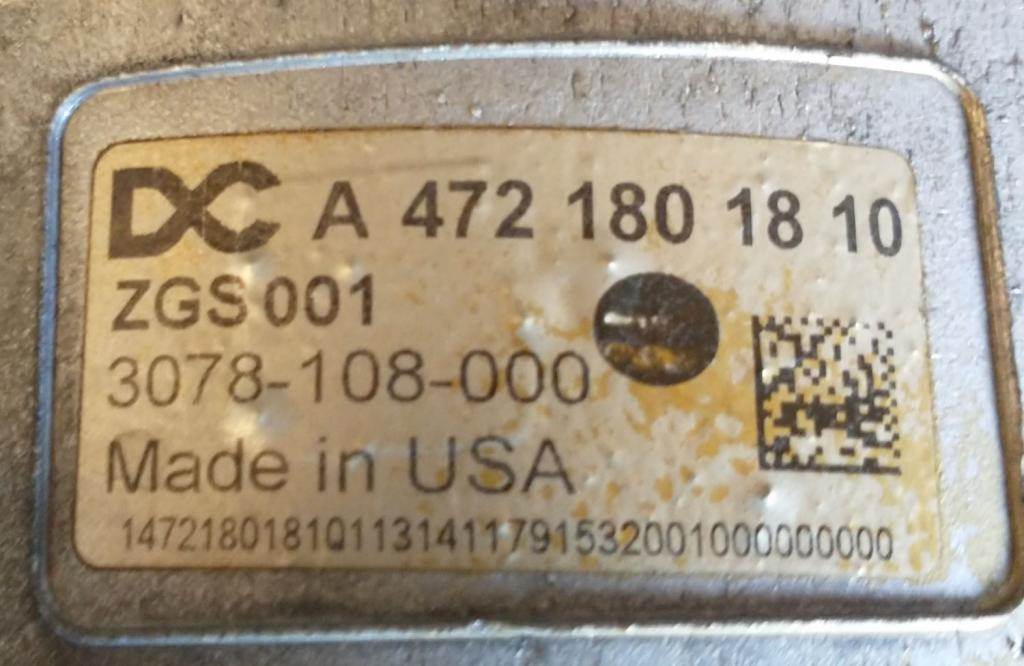 DC A 472 180 18 10
ZGS 001
3078-108-000
Made in USA
1472180181Q1131411791532001000000000